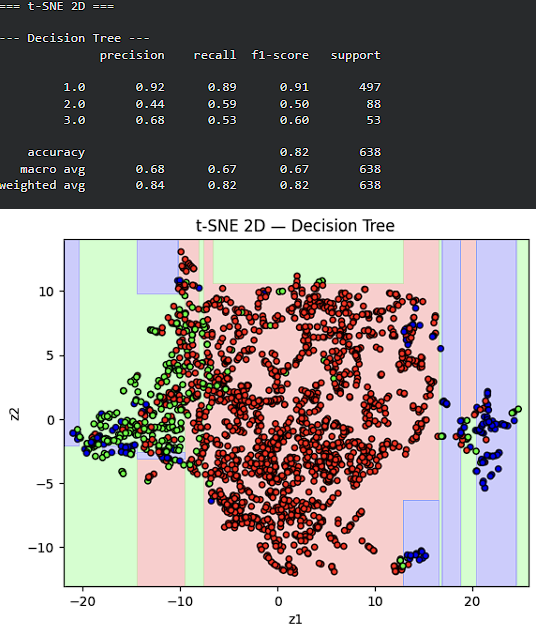 === t-SNE 2D ===
--- Decision Tree ---
precision recall f1-score support
1.0 0.92 0.89 0.91 497
2.0 0.44 0.59 0.50 88
3.0 0.68 0.53 0.60 53
accuracy 0.82 638
macro avg 0.68 0.67 0.67 638
weighted avg 0.84 0.82 0.82 638
t-SNE 2D — Decision Tree
10
5
0
−5
−10
z2
−20 −10 0 10 20
z1